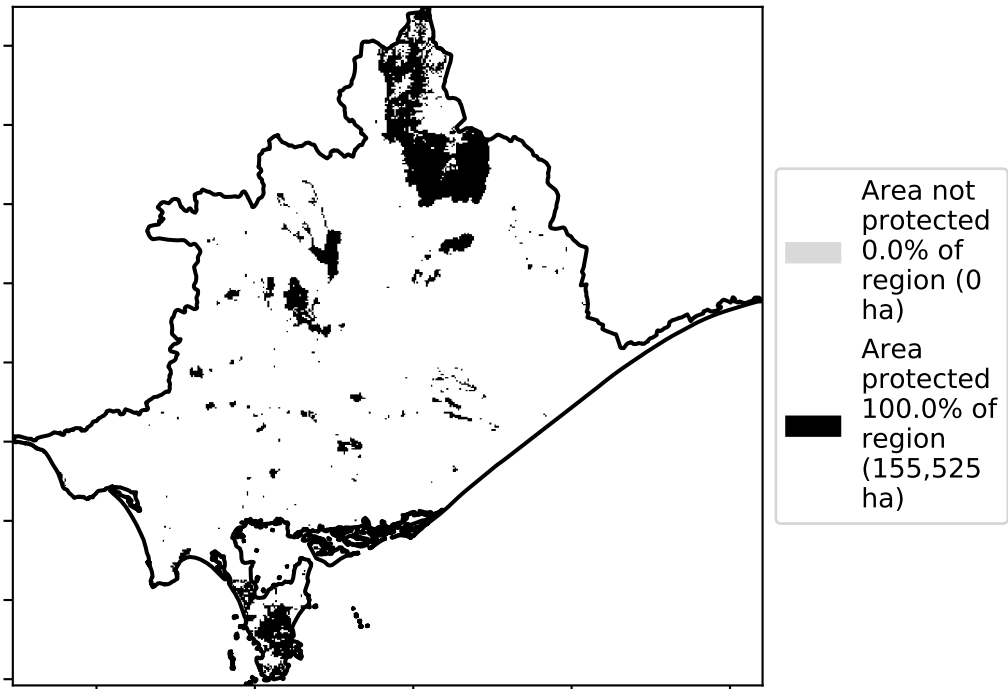 Area not
protected
0.0% of
region (0
ha)
Area
protected
100.0% of
region
(155,525
ha)